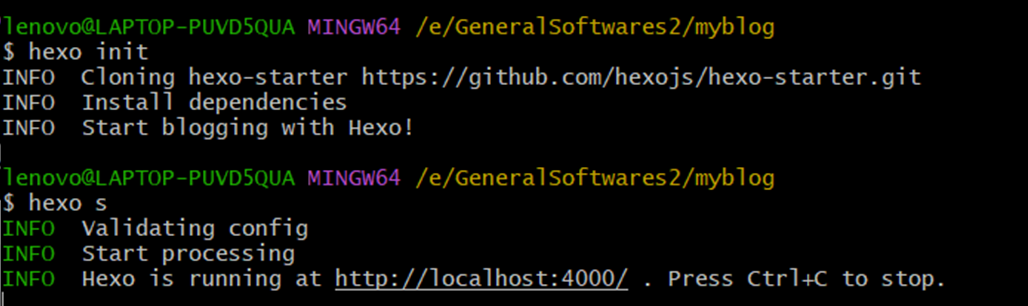 lenovo@LAPTOP-PUVD5QUA MINGW64 /e/GeneralSoftwares2/myblog
$ hexo init
INFO  Cloning hexo-starter https://github.com/hexojs/hexo-starter.git
INFO  Install dependencies
INFO  Start blogging with Hexo!
lenovo@LAPTOP-PUVD5QUA MINGW64 /e/GeneralSoftwares2/myblog
$ hexo s
INFO  Validating config
INFO  Start processing
INFO  Hexo is running at http://localhost:4000/ . Press Ctrl+C to stop.